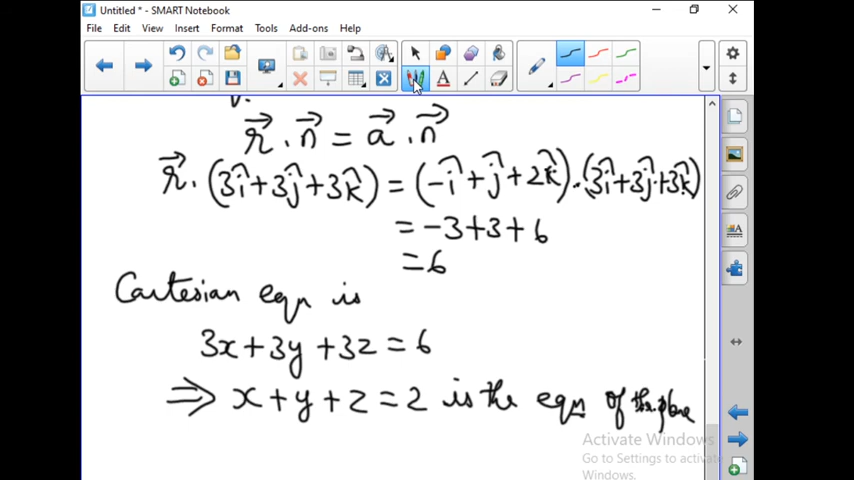 Untitled * - SMART Notebook
File Edit View Insert Format Tools Add-ons Help
r⃗ . n⃗ = a⃗ . n⃗
r⃗ . (3î+3ĵ+3k̂) = (-î+ĵ+2k̂).(3î+3ĵ+3k̂)
= -3+3+6
= 6
Cartesian eqn is
3x+3y+3z=6
⇒ x+y+z=2 is the eqn of the plane
Activate Windows
Go to Settings to activate
Windows.